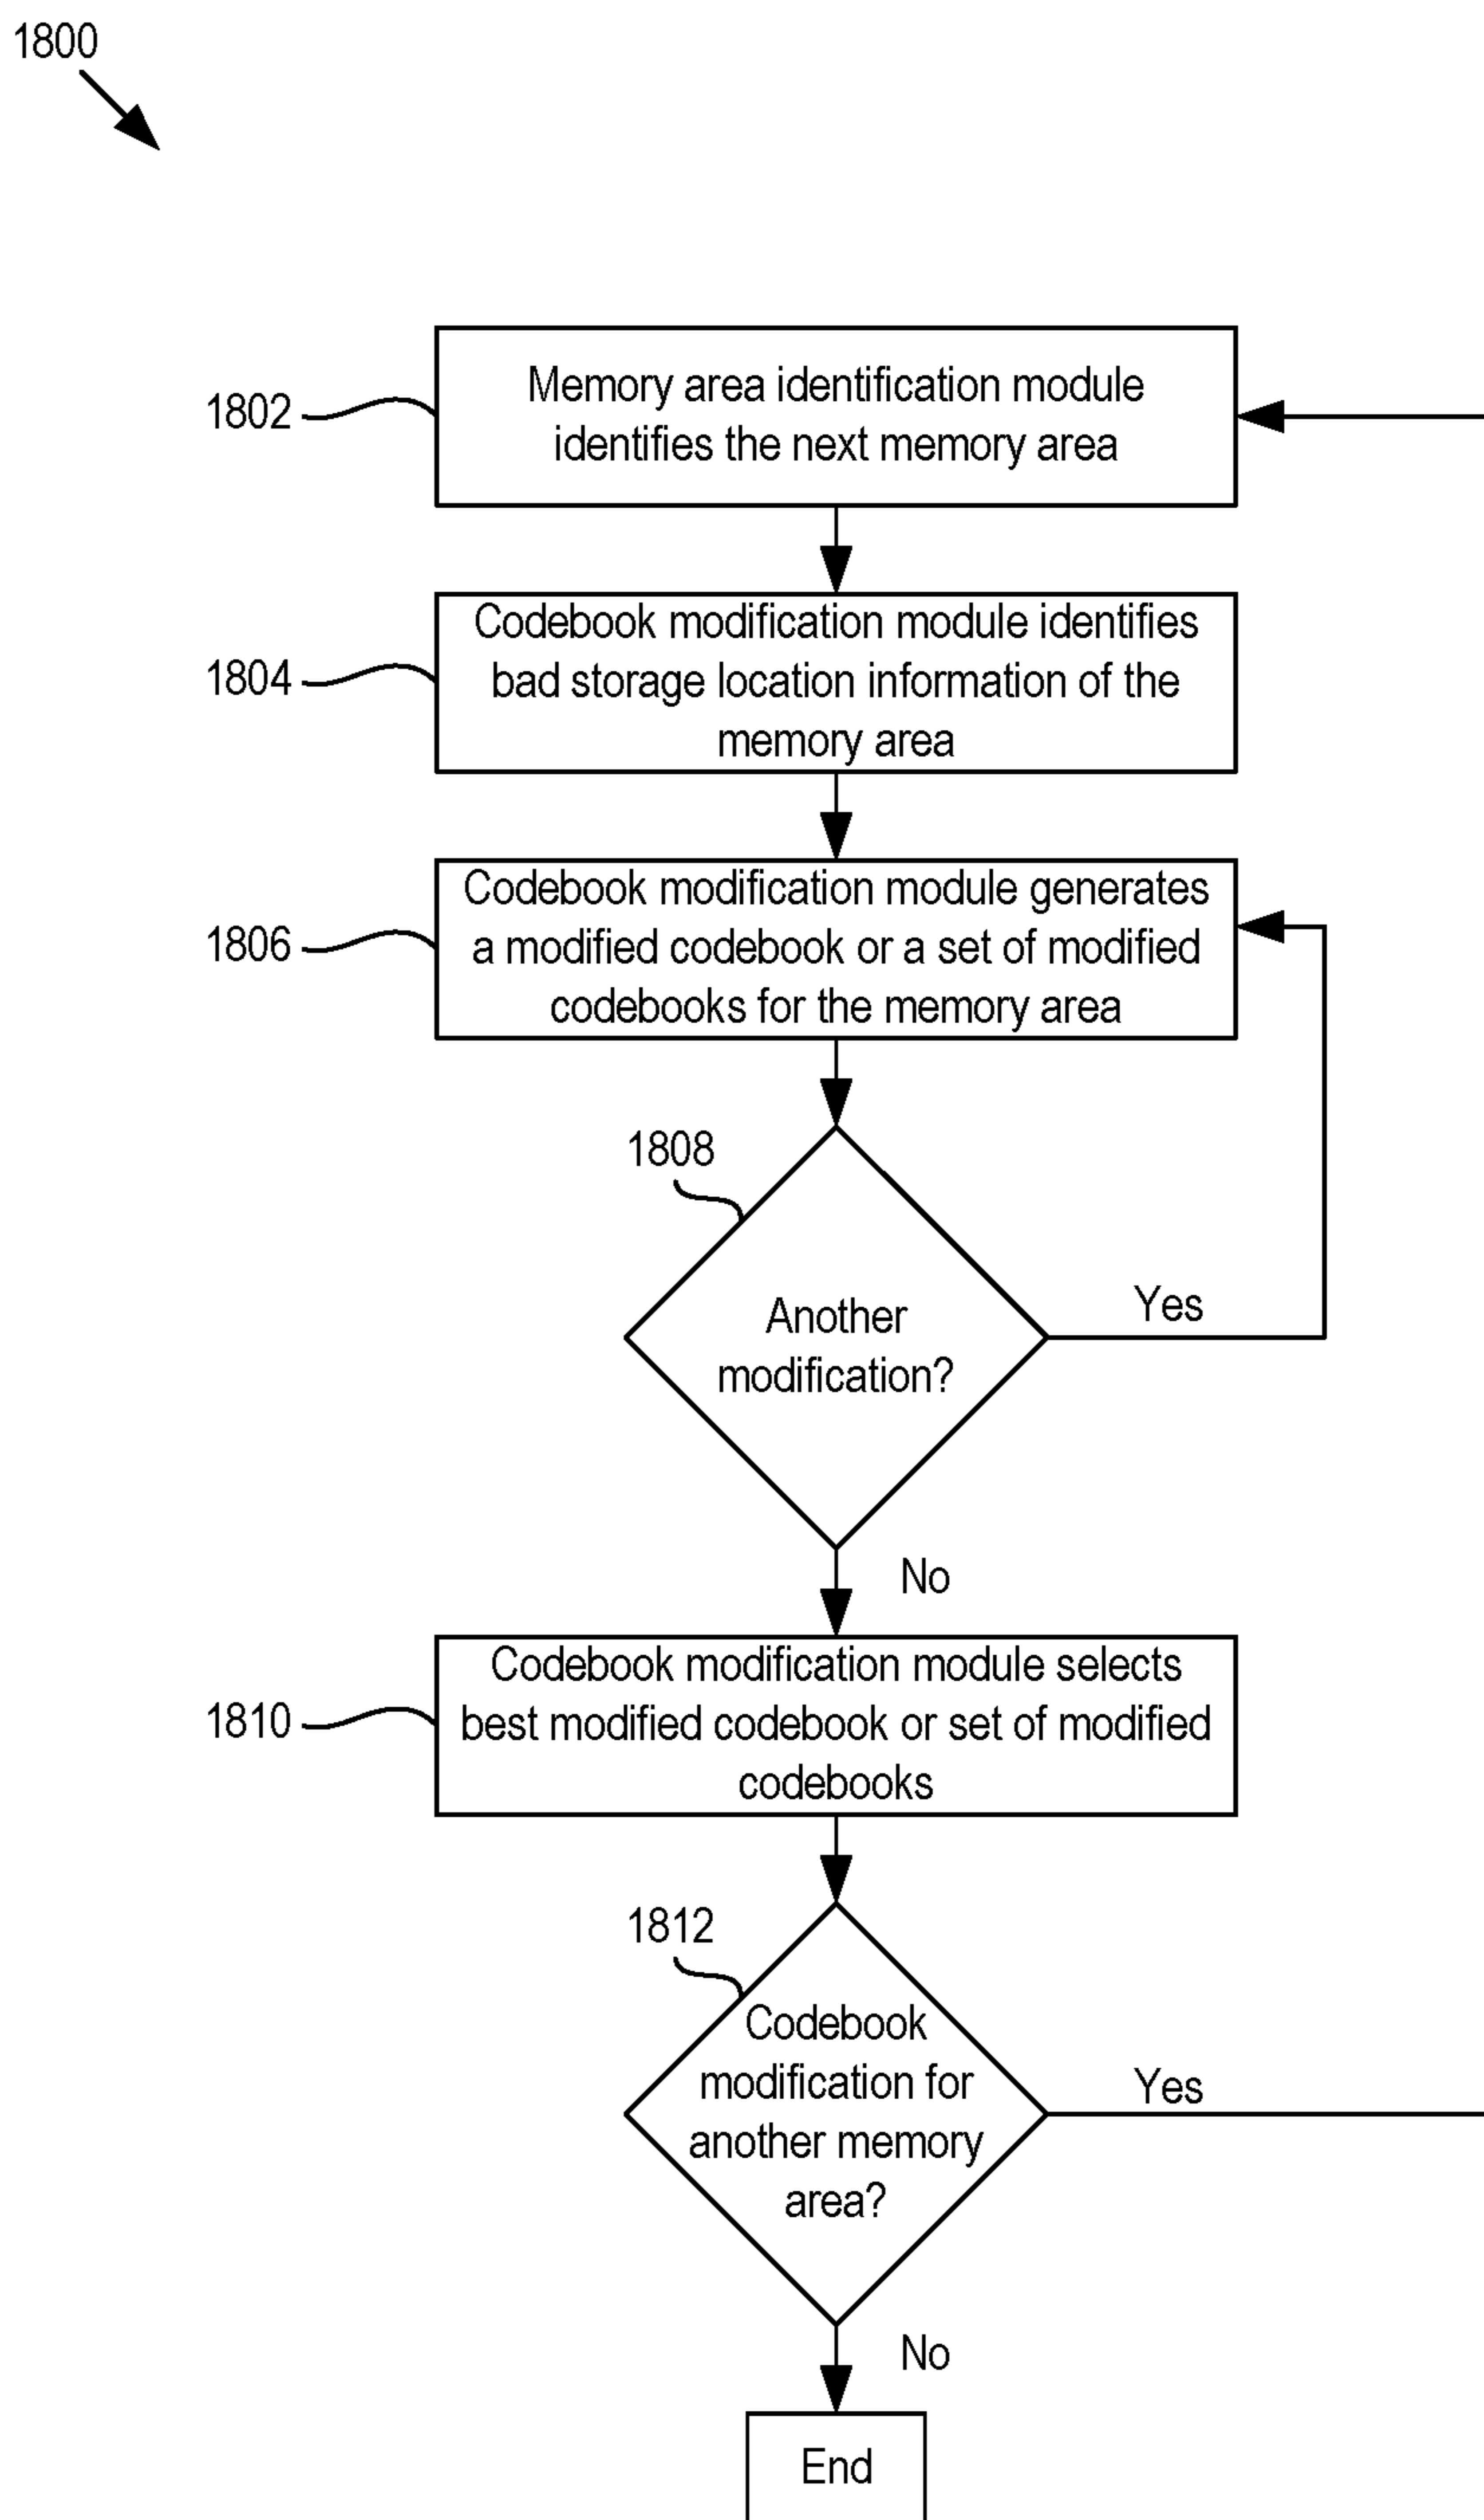 1800
Memory area identification module
identifies the next memory area
1802
Codebook modification module identifies
bad storage location information of the
memory area
1804
Codebook modification module generates
a modified codebook or a set of modified
codebooks for the memory area
1806
1808
Another
modification?
Yes
No
Codebook modification module selects
best modified codebook or set of modified
codebooks
1810
1812
Codebook
modification for
another memory
area?
Yes
No
End